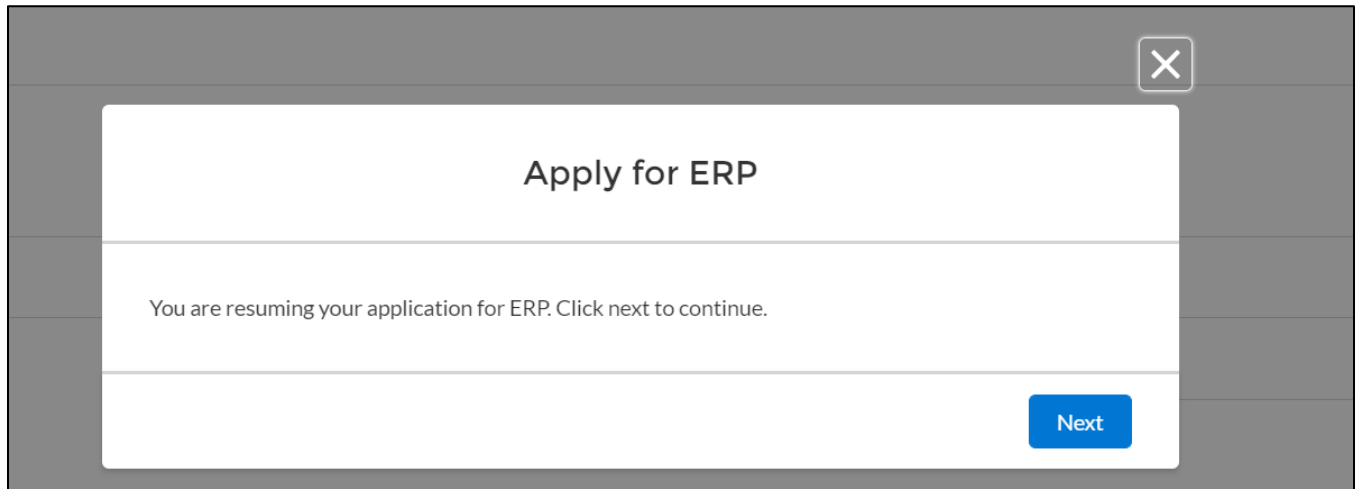 Apply for ERP
You are resuming your application for ERP. Click next to continue.
Next